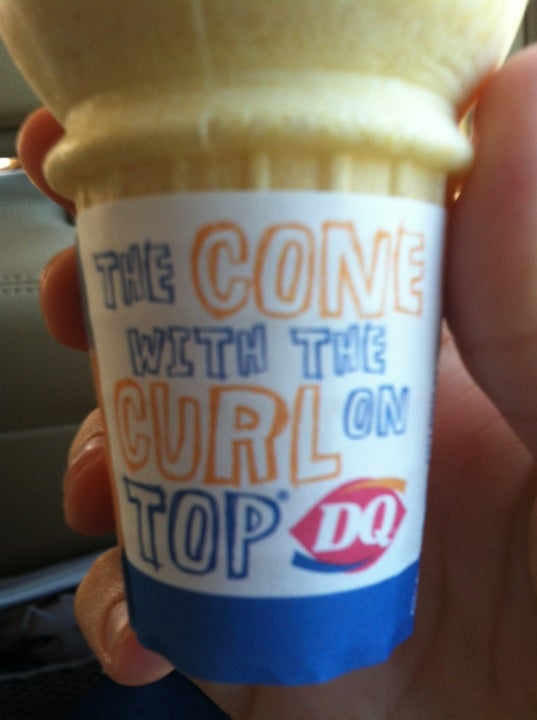 THE CONE
WITH THE
CURL ON
TOP®
DQ